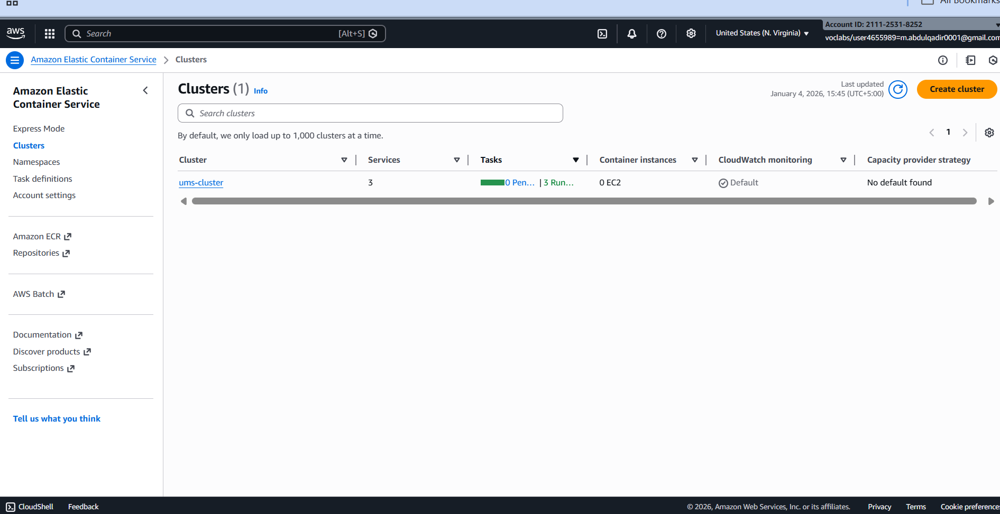 All Bookmarks
aws
Search
[Alt+S]
United States (N. Virginia)
Account ID: 2111-2531-8252
voclabs/user4655989=m.abdulqadir0001@gmail.com
Amazon Elastic Container Service
Clusters
Amazon Elastic
Container Service
Express Mode
Clusters
Namespaces
Task definitions
Account settings
Amazon ECR
Repositories
AWS Batch
Documentation
Discover products
Subscriptions
Tell us what you think
Clusters (1) Info
Last updated
January 4, 2026, 15:45 (UTC+5:00)
Create cluster
Search clusters
By default, we only load up to 1,000 clusters at a time.
1
Cluster Services Tasks Container instances CloudWatch monitoring Capacity provider strategy
ums-cluster 3 0 Pen... | 3 Run... 0 EC2 Default No default found
CloudShell Feedback © 2026, Amazon Web Services, Inc. or its affiliates. Privacy Terms Cookie preferences